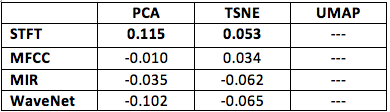 PCA TSNE UMAP
STFT 0.115 0.053 ---
MFCC -0.010 0.034 ---
MIR -0.035 -0.062 ---
WaveNet -0.102 -0.065 ---